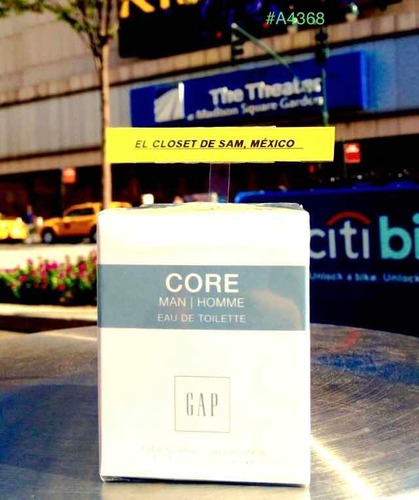 #A4368
The Theater
at Madison Square Garden
EL CLOSET DE SAM, MÉXICO
citi bi
Unlock a bike. Unlock
CORE
MAN | HOMME
EAU DE TOILETTE
GAP